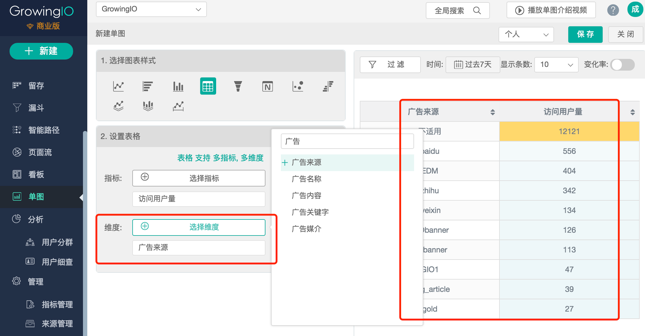 GrowingIO
商业版
新建
留存
漏斗
智能路径
页面流
看板
单图
分析
用户分群
用户细查
管理
指标管理
来源管理
GrowingIO
全局搜索
播放单图介绍视频
?
成
新建单图
个人
保 存
关 闭
1. 选择图表样式
2. 设置表格
表格 支持 多指标, 多维度
指标:
选择指标
访问用户量
维度:
选择维度
广告来源
广告
+ 广告来源
广告名称
广告内容
广告关键字
广告媒介
过 滤
时间:
过去7天
显示条数:
10
变化率:
广告来源 访问用户量
不适用 12121
baidu 556
EDM 404
zhihu 342
weixin 134
banner 126
banner 113
GIO1 47
_article 39
gold 27